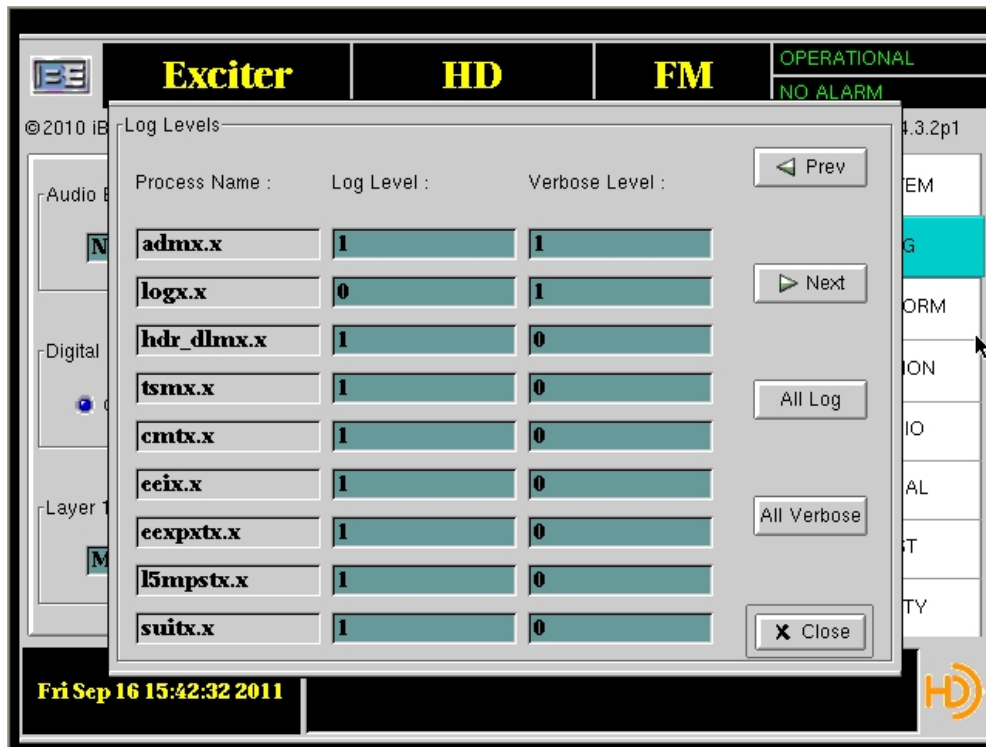 Exciter HD FM OPERATIONAL
NO ALARM
©2010 iB 4.3.2p1
Log Levels
Process Name : Log Level : Verbose Level :
Prev
Audio
admx.x 1 1
logx.x 0 1
Next
hdr_dlmx.x 1 0
Digital
tsmx.x 1 0
All Log
cmtx.x 1 0
eeix.x 1 0
Layer 1
All Verbose
eexpxtx.x 1 0
l5mpstx.x 1 0
suitx.x 1 0
X Close
Fri Sep 16 15:42:32 2011
HD